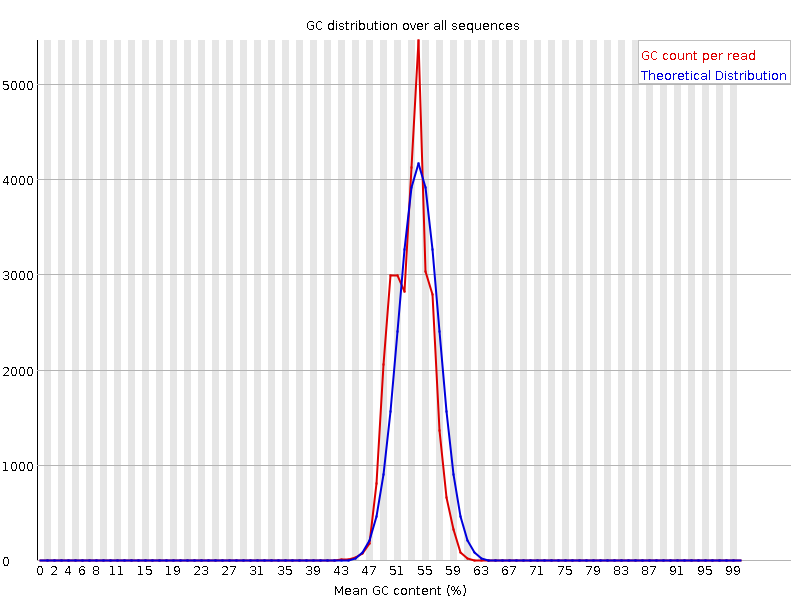 GC distribution over all sequences
GC count per read
Theoretical Distribution
5000
4000
3000
2000
1000
0
0 2 4 6 8 11 15 19 23 27 31 35 39 43 47 51 55 59 63 67 71 75 79 83 87 91 95 99
Mean GC content (%)